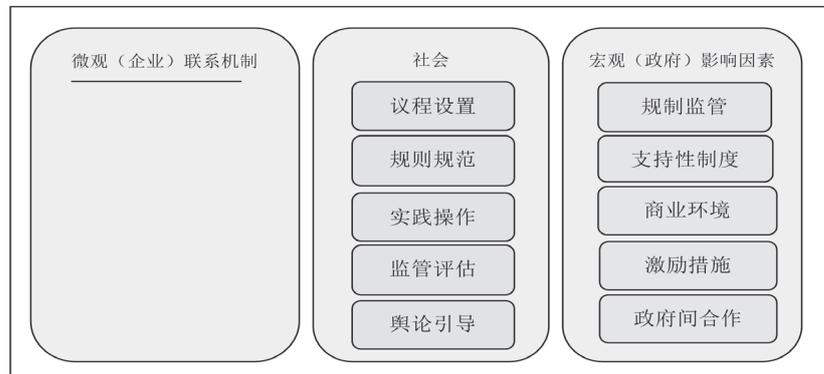 微观（企业）联系机制
社会
议程设置
规则规范
实践操作
监管评估
舆论引导
宏观（政府）影响因素
规制监管
支持性制度
商业环境
激励措施
政府间合作